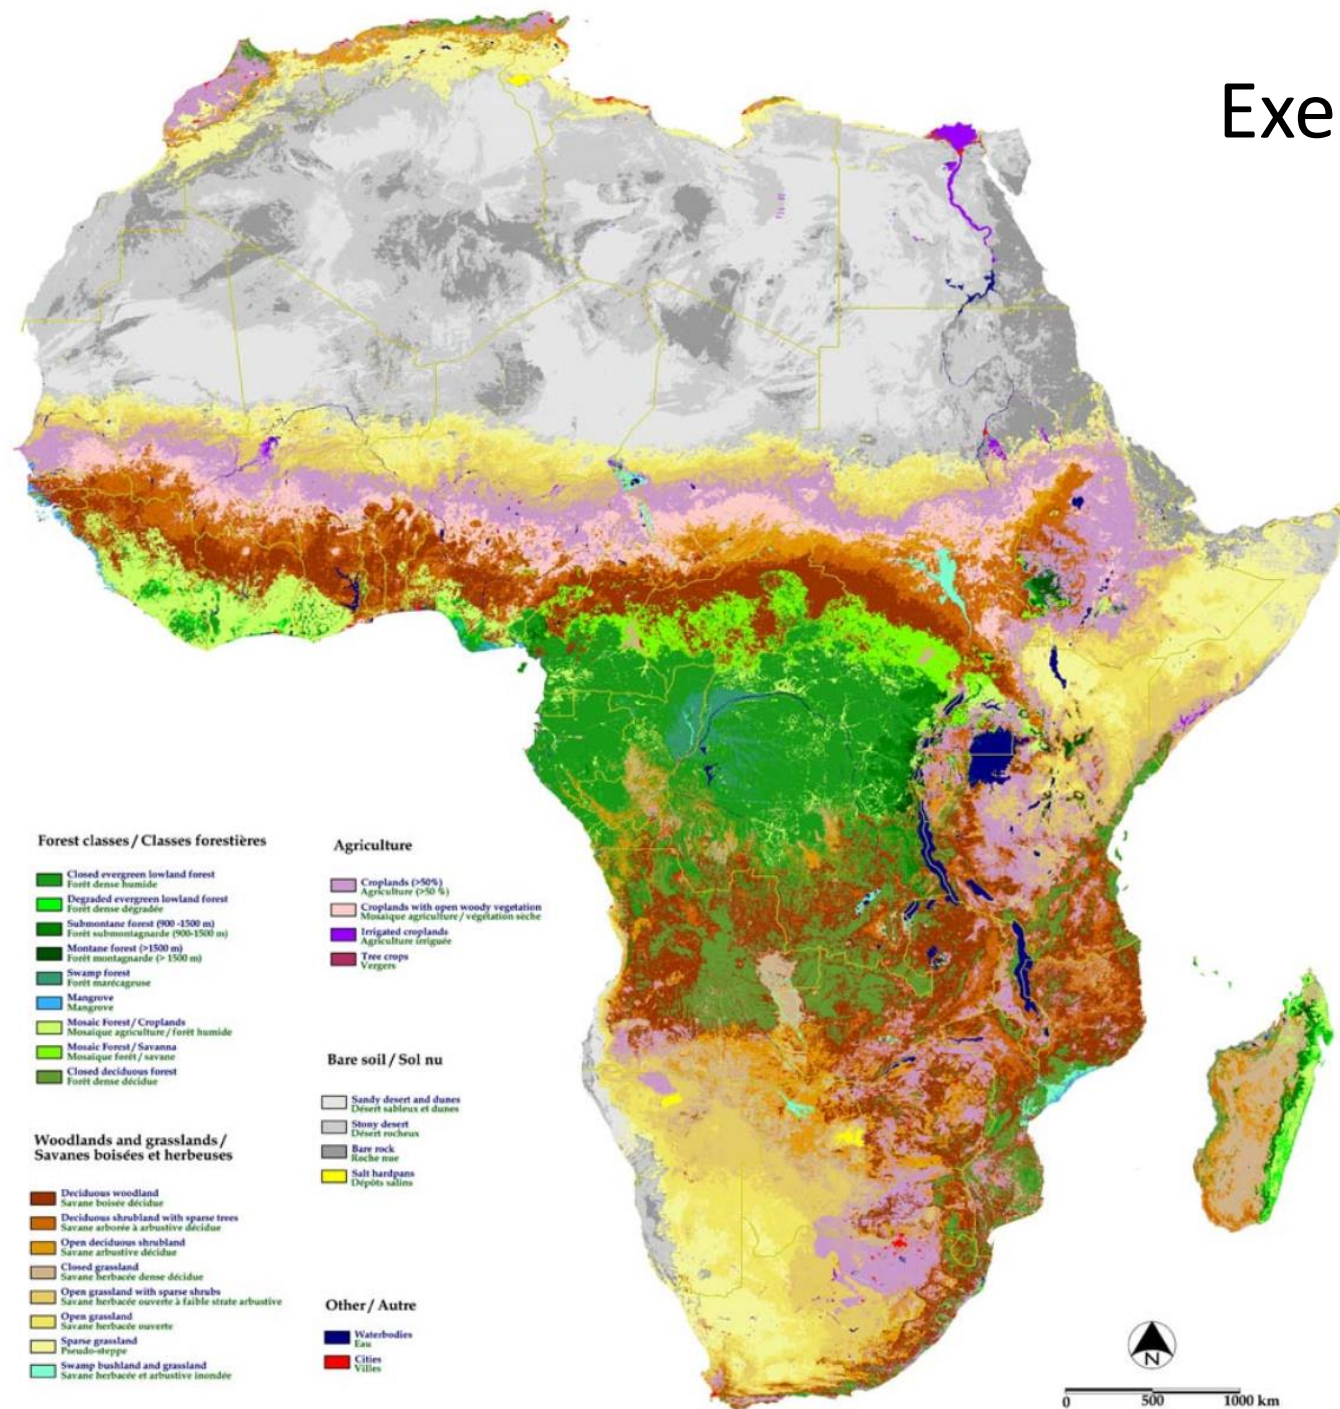 Exe
Forest classes / Classes forestières
Closed evergreen lowland forest
Forêt dense humide
Degraded evergreen lowland forest
Forêt dense dégradée
Submontane forest (900 -1500 m)
Forêt submontagnarde (900-1500 m)
Montane forest (>1500 m)
Forêt montagnarde (> 1500 m)
Swamp forest
Forêt marécageuse
Mangrove
Mangrove
Mosaic Forest / Croplands
Mosaïque agriculture / forêt humide
Mosaic Forest / Savanna
Mosaïque forêt / savane
Closed deciduous forest
Forêt dense décidue
Woodlands and grasslands /
Savanes boisées et herbeuses
Deciduous woodland
Savane boisée décidue
Deciduous shrubland with sparse trees
Savane arborée à arbustive décidue
Open deciduous shrubland
Savane arbustive décidue
Closed grassland
Savane herbacée dense décidue
Open grassland with sparse shrubs
Savane herbacée ouverte à faible strate arbustive
Open grassland
Savane herbacée ouverte
Sparse grassland
Pseudo-steppe
Swamp bushland and grassland
Savane herbacée et arbustive inondée
Agriculture
Croplands (>50%)
Agriculture (>50 %)
Croplands with open woody vegetation
Mosaique agriculture / végétation sèche
Irrigated croplands
Agriculture irriguée
Tree crops
Vergers
Bare soil / Sol nu
Sandy desert and dunes
Désert sableux et dunes
Stony desert
Désert rocheux
Bare rock
Roche nue
Salt hardpans
Dépôts salins
Other / Autre
Waterbodies
Eau
Cities
Villes
N
0 500 1000 km